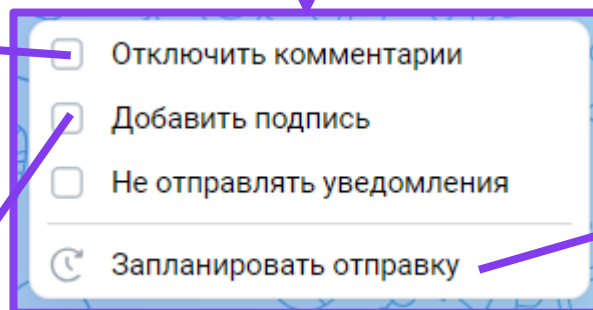 Отключить комментарии
Добавить подпись
Не отправлять уведомления
Запланировать отправку